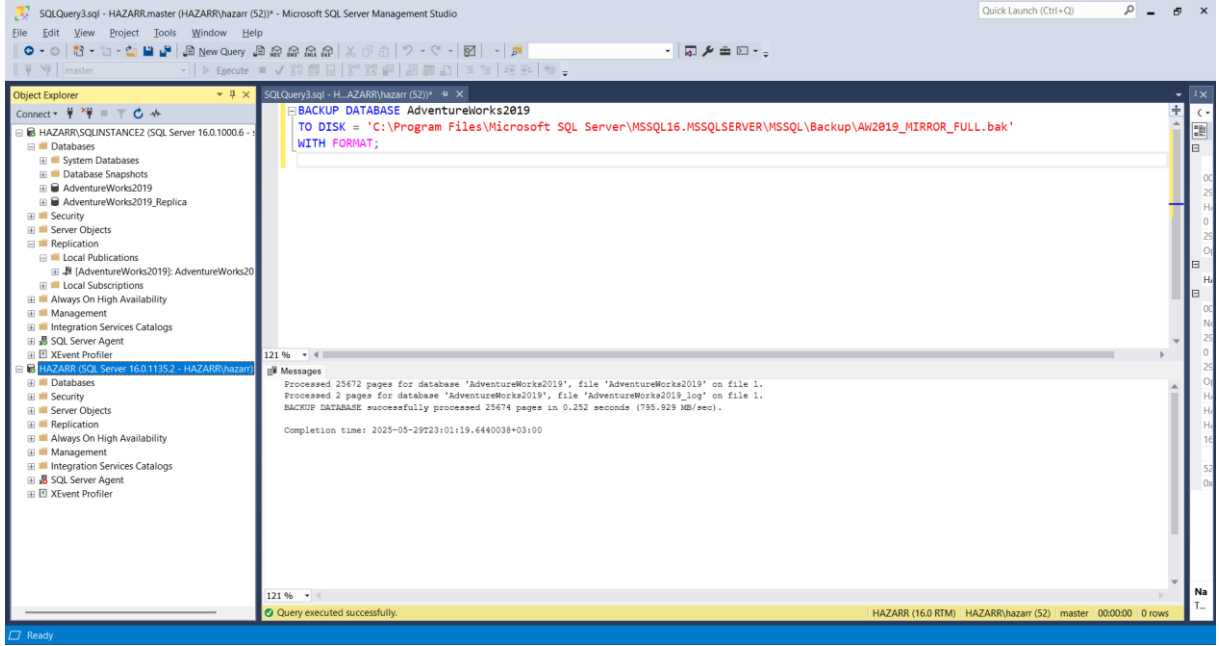 SQLQuery3.sql - HAZARR.master (HAZARR\hazarr (52))* - Microsoft SQL Server Management Studio
Quick Launch (Ctrl+Q)
File Edit View Project Tools Window Help
New Query
master
Execute
Object Explorer
SQLQuery3.sql - H...AZARR\hazarr (52))*
Connect
HAZARR\SQLINSTANCE2 (SQL Server 16.0.1000.6 - s
Databases
System Databases
Database Snapshots
AdventureWorks2019
AdventureWorks2019_Replica
Security
Server Objects
Replication
Local Publications
[AdventureWorks2019]: AdventureWorks20
Local Subscriptions
Always On High Availability
Management
Integration Services Catalogs
SQL Server Agent
XEvent Profiler
HAZARR (SQL Server 16.0.1135.2 - HAZARR\hazarr)
Databases
Security
Server Objects
Replication
Always On High Availability
Management
Integration Services Catalogs
SQL Server Agent
XEvent Profiler
BACKUP DATABASE AdventureWorks2019
TO DISK = 'C:\Program Files\Microsoft SQL Server\MSSQL16.MSSQLSERVER\MSSQL\Backup\AW2019_MIRROR_FULL.bak'
WITH FORMAT;
121 %
Messages
Processed 25672 pages for database 'AdventureWorks2019', file 'AdventureWorks2019' on file 1.
Processed 2 pages for database 'AdventureWorks2019', file 'AdventureWorks2019_log' on file 1.
BACKUP DATABASE successfully processed 25674 pages in 0.252 seconds (795.929 MB/sec).
Completion time: 2025-05-29T23:01:19.6440038+03:00
121 %
Query executed successfully.
HAZARR (16.0 RTM) HAZARR\hazarr (52) master 00:00:00 0 rows
Na
T...
Ready